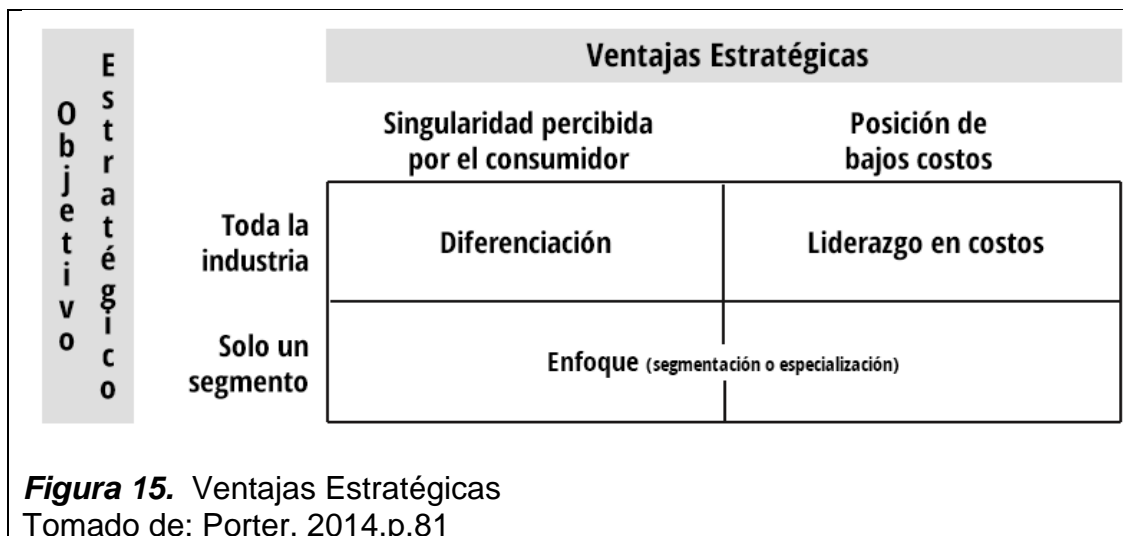 Objetivo
Estratégico
Ventajas Estratégicas
Singularidad percibida
por el consumidor
Posición de
bajos costos
Toda la
industria
Diferenciación
Liderazgo en costos
Solo un
segmento
Enfoque (segmentación o especialización)
Figura 15. Ventajas Estratégicas
Tomado de: Porter, 2014,p.81